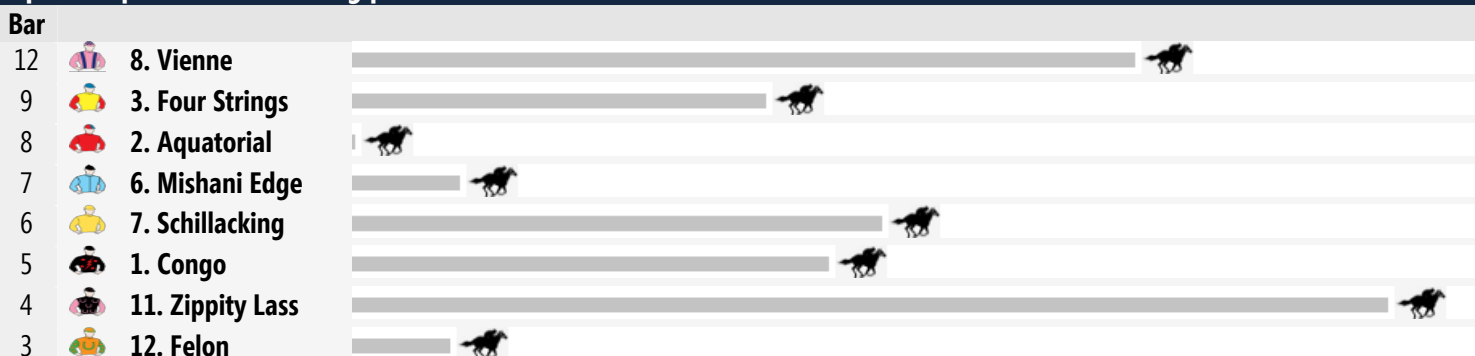 Bar
12 8. Vienne
9 3. Four Strings
8 2. Aquatorial
7 6. Mishani Edge
6 7. Schillacking
5 1. Congo
4 11. Zippity Lass
3 12. Felon